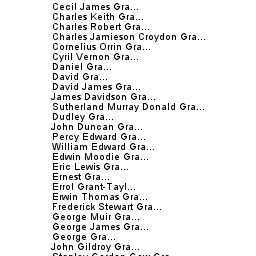 Cecil James Gra...
Charles Keith Gra...
Charles Robert Gra...
Charles Jamieson Croydon Gra...
Cornelius Orrin Gra...
Cyril Vernon Gra...
Daniel Gra...
David Gra...
David James Gra...
James Davidson Gra...
Sutherland Murray Donald Gra...
Dudley Gra...
John Duncan Gra...
Percy Edward Gra...
William Edward Gra...
Edwin Moodie Gra...
Eric Lewis Gra...
Ernest Gra...
Errol Grant-Tayl...
Erwin Thomas Gra...
Frederick Stewart Gra...
George Muir Gra...
George James Gra...
George Gra...
John Gildroy Gra...